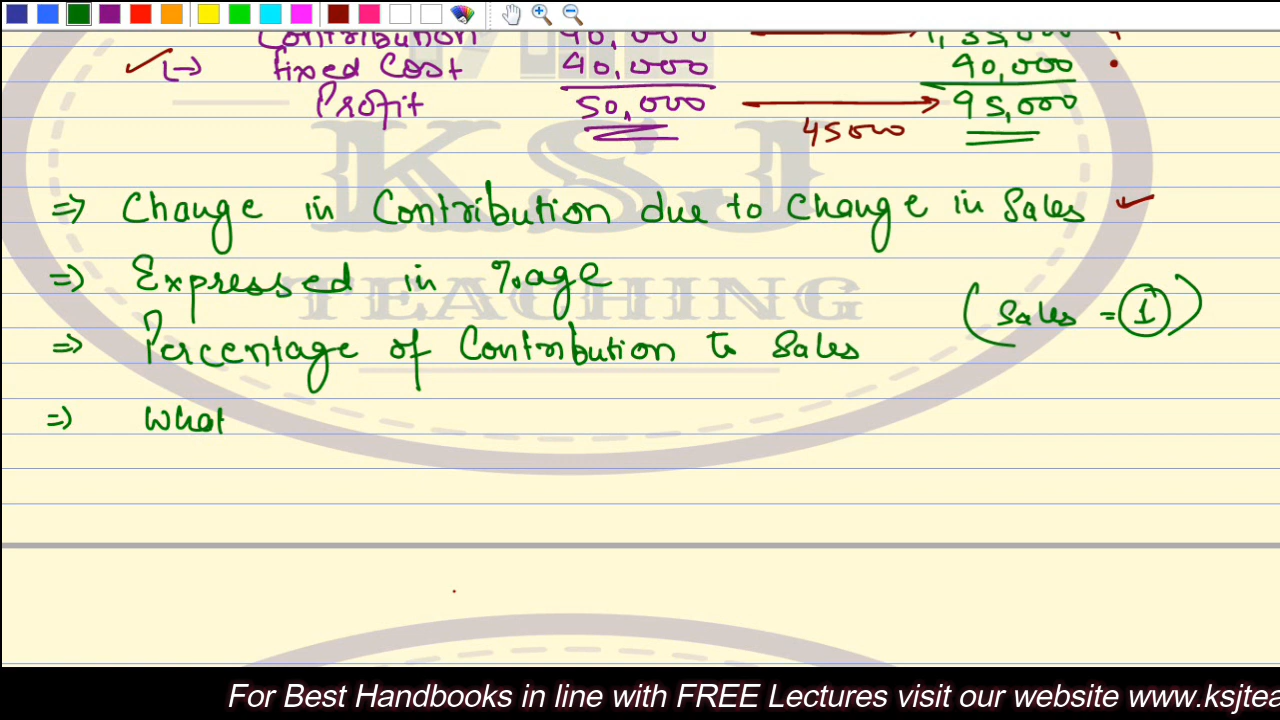 Contribution 90,000 1,35,000
Fixed Cost 40,000 40,000
Profit 50,000 95,000
45000
KSJ
TEACHING
=> Change in Contribution due to Change in Sales
=> Expressed in %age
(Sales = 1)
=> Percentage of Contribution to Sales
=> What
For Best Handbooks in line with FREE Lectures visit our website www.ksjtea